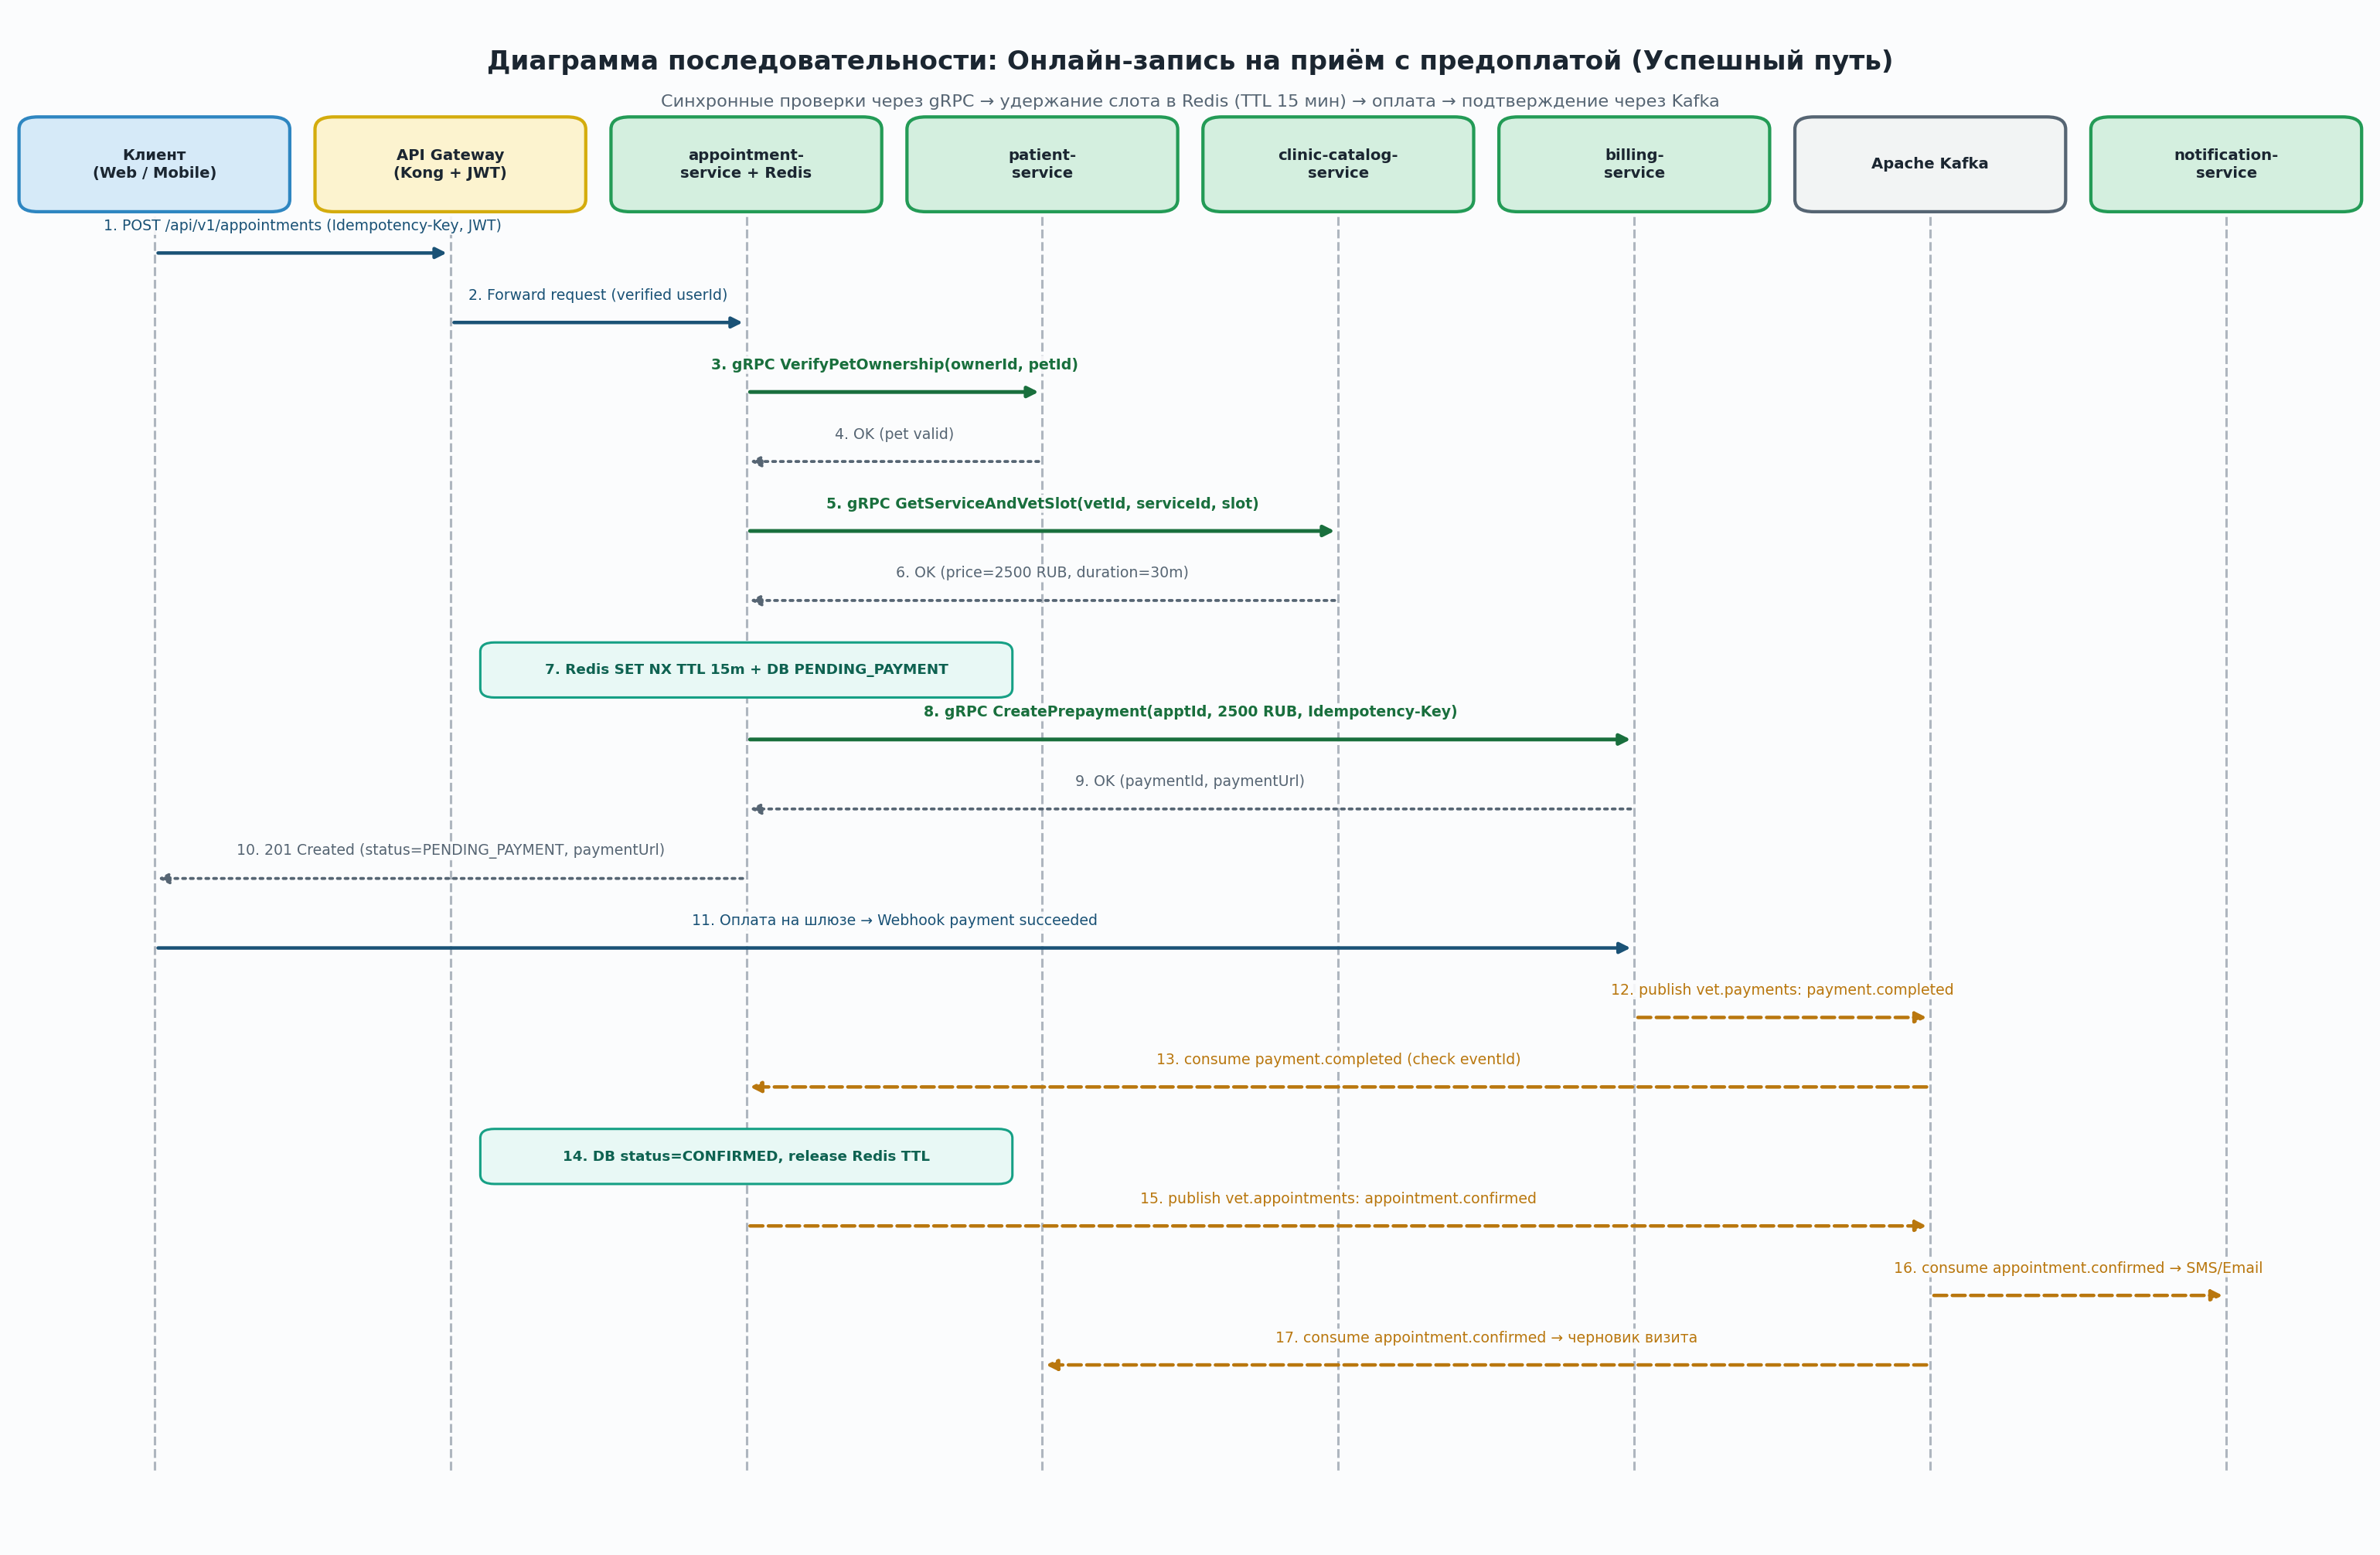 Диаграмма последовательности: Онлайн-запись на приём с предоплатой (Успешный путь)
Синхронные проверки через gRPC → удержание слота в Redis (TTL 15 мин) → оплата → подтверждение через Kafka
Клиент
(Web / Mobile)
API Gateway
(Kong + JWT)
appointment-
service + Redis
patient-
service
clinic-catalog-
service
billing-
service
Apache Kafka
notification-
service
1. POST /api/v1/appointments (Idempotency-Key, JWT)
2. Forward request (verified userId)
3. gRPC VerifyPetOwnership(ownerId, petId)
4. OK (pet valid)
5. gRPC GetServiceAndVetSlot(vetId, serviceId, slot)
6. OK (price=2500 RUB, duration=30m)
7. Redis SET NX TTL 15m + DB PENDING_PAYMENT
8. gRPC CreatePrepayment(apptId, 2500 RUB, Idempotency-Key)
9. OK (paymentId, paymentUrl)
10. 201 Created (status=PENDING_PAYMENT, paymentUrl)
11. Оплата на шлюзе → Webhook payment succeeded
12. publish vet.payments: payment.completed
13. consume payment.completed (check eventId)
14. DB status=CONFIRMED, release Redis TTL
15. publish vet.appointments: appointment.confirmed
16. consume appointment.confirmed → SMS/Email
17. consume appointment.confirmed → черновик визита